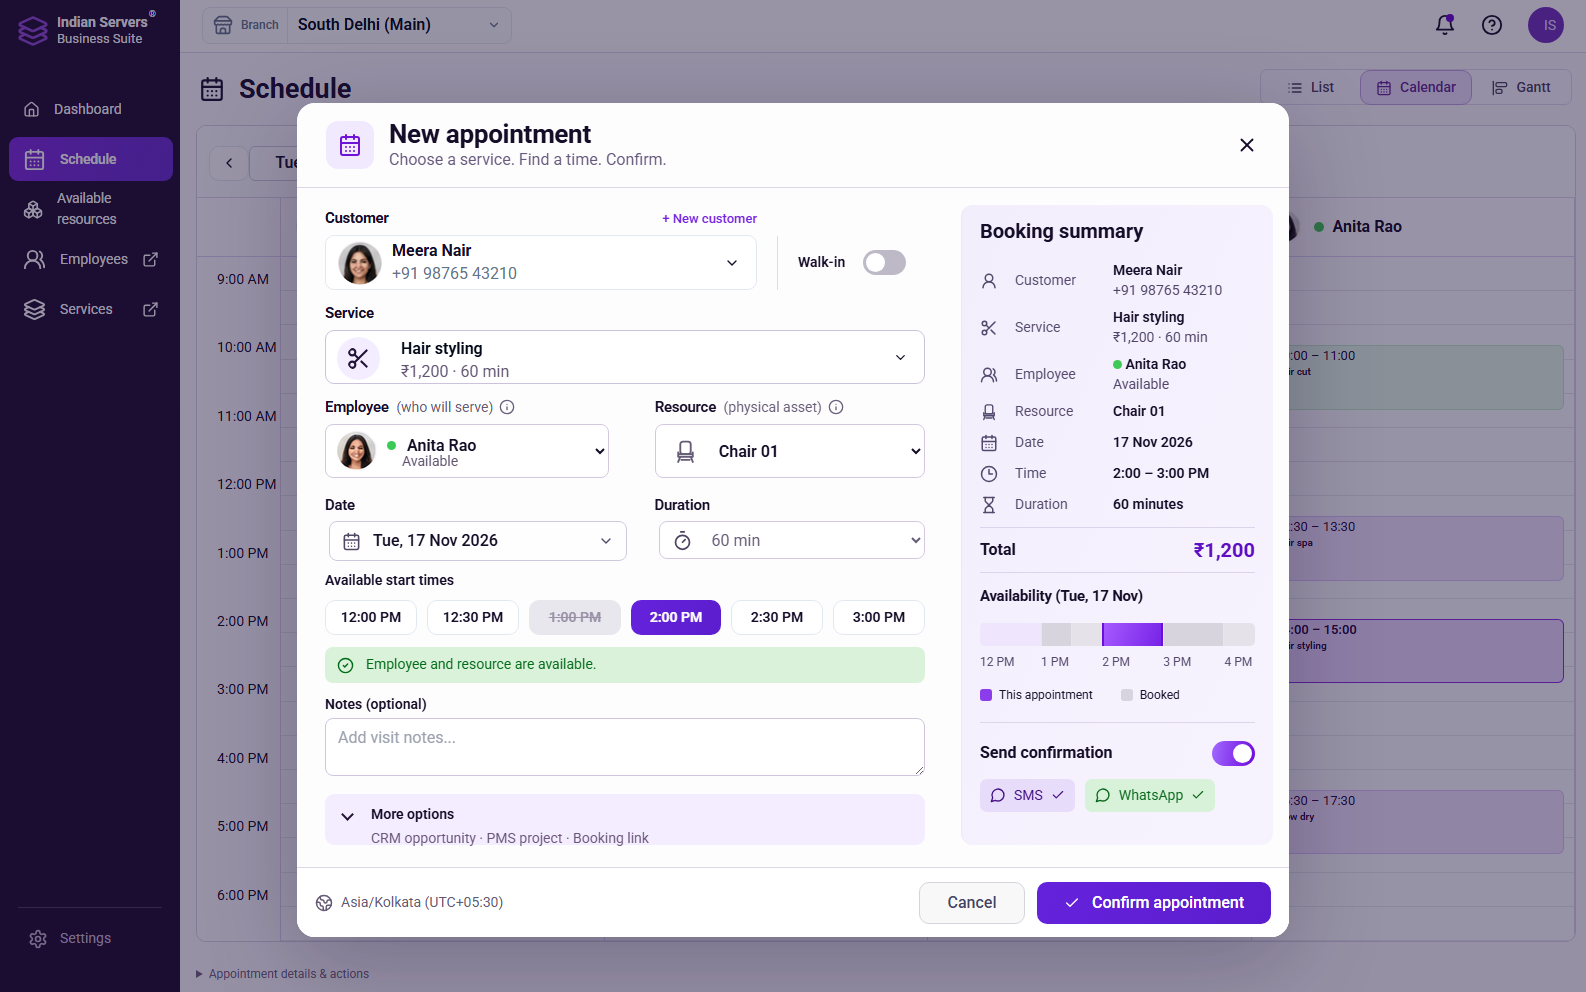 Indian Servers®
Business Suite
Branch
South Delhi (Main)
IS
Dashboard
Schedule
Available
resources
Employees
Services
Settings
Schedule
List
Calendar
Gantt
Tue
Anita Rao
9:00 AM
10:00 AM
11:00 AM
12:00 PM
1:00 PM
2:00 PM
3:00 PM
4:00 PM
5:00 PM
6:00 PM
:00 – 11:00
ir cut
:30 – 13:30
ir spa
:00 – 15:00
ir styling
:30 – 17:30
w dry
Appointment details & actions
New appointment
Choose a service. Find a time. Confirm.
Customer
+ New customer
Meera Nair
+91 98765 43210
Walk-in
Service
Hair styling
₹1,200 · 60 min
Employee (who will serve)
Resource (physical asset)
Anita Rao
Available
Chair 01
Date
Duration
Tue, 17 Nov 2026
60 min
Available start times
12:00 PM
12:30 PM
1:00 PM
2:00 PM
2:30 PM
3:00 PM
Employee and resource are available.
Notes (optional)
Add visit notes...
More options
CRM opportunity · PMS project · Booking link
Booking summary
Customer
Meera Nair
+91 98765 43210
Service
Hair styling
₹1,200 · 60 min
Employee
Anita Rao
Available
Resource
Chair 01
Date
17 Nov 2026
Time
2:00 – 3:00 PM
Duration
60 minutes
Total
₹1,200
Availability (Tue, 17 Nov)
12 PM
1 PM
2 PM
3 PM
4 PM
This appointment
Booked
Send confirmation
SMS
WhatsApp
Asia/Kolkata (UTC+05:30)
Cancel
Confirm appointment